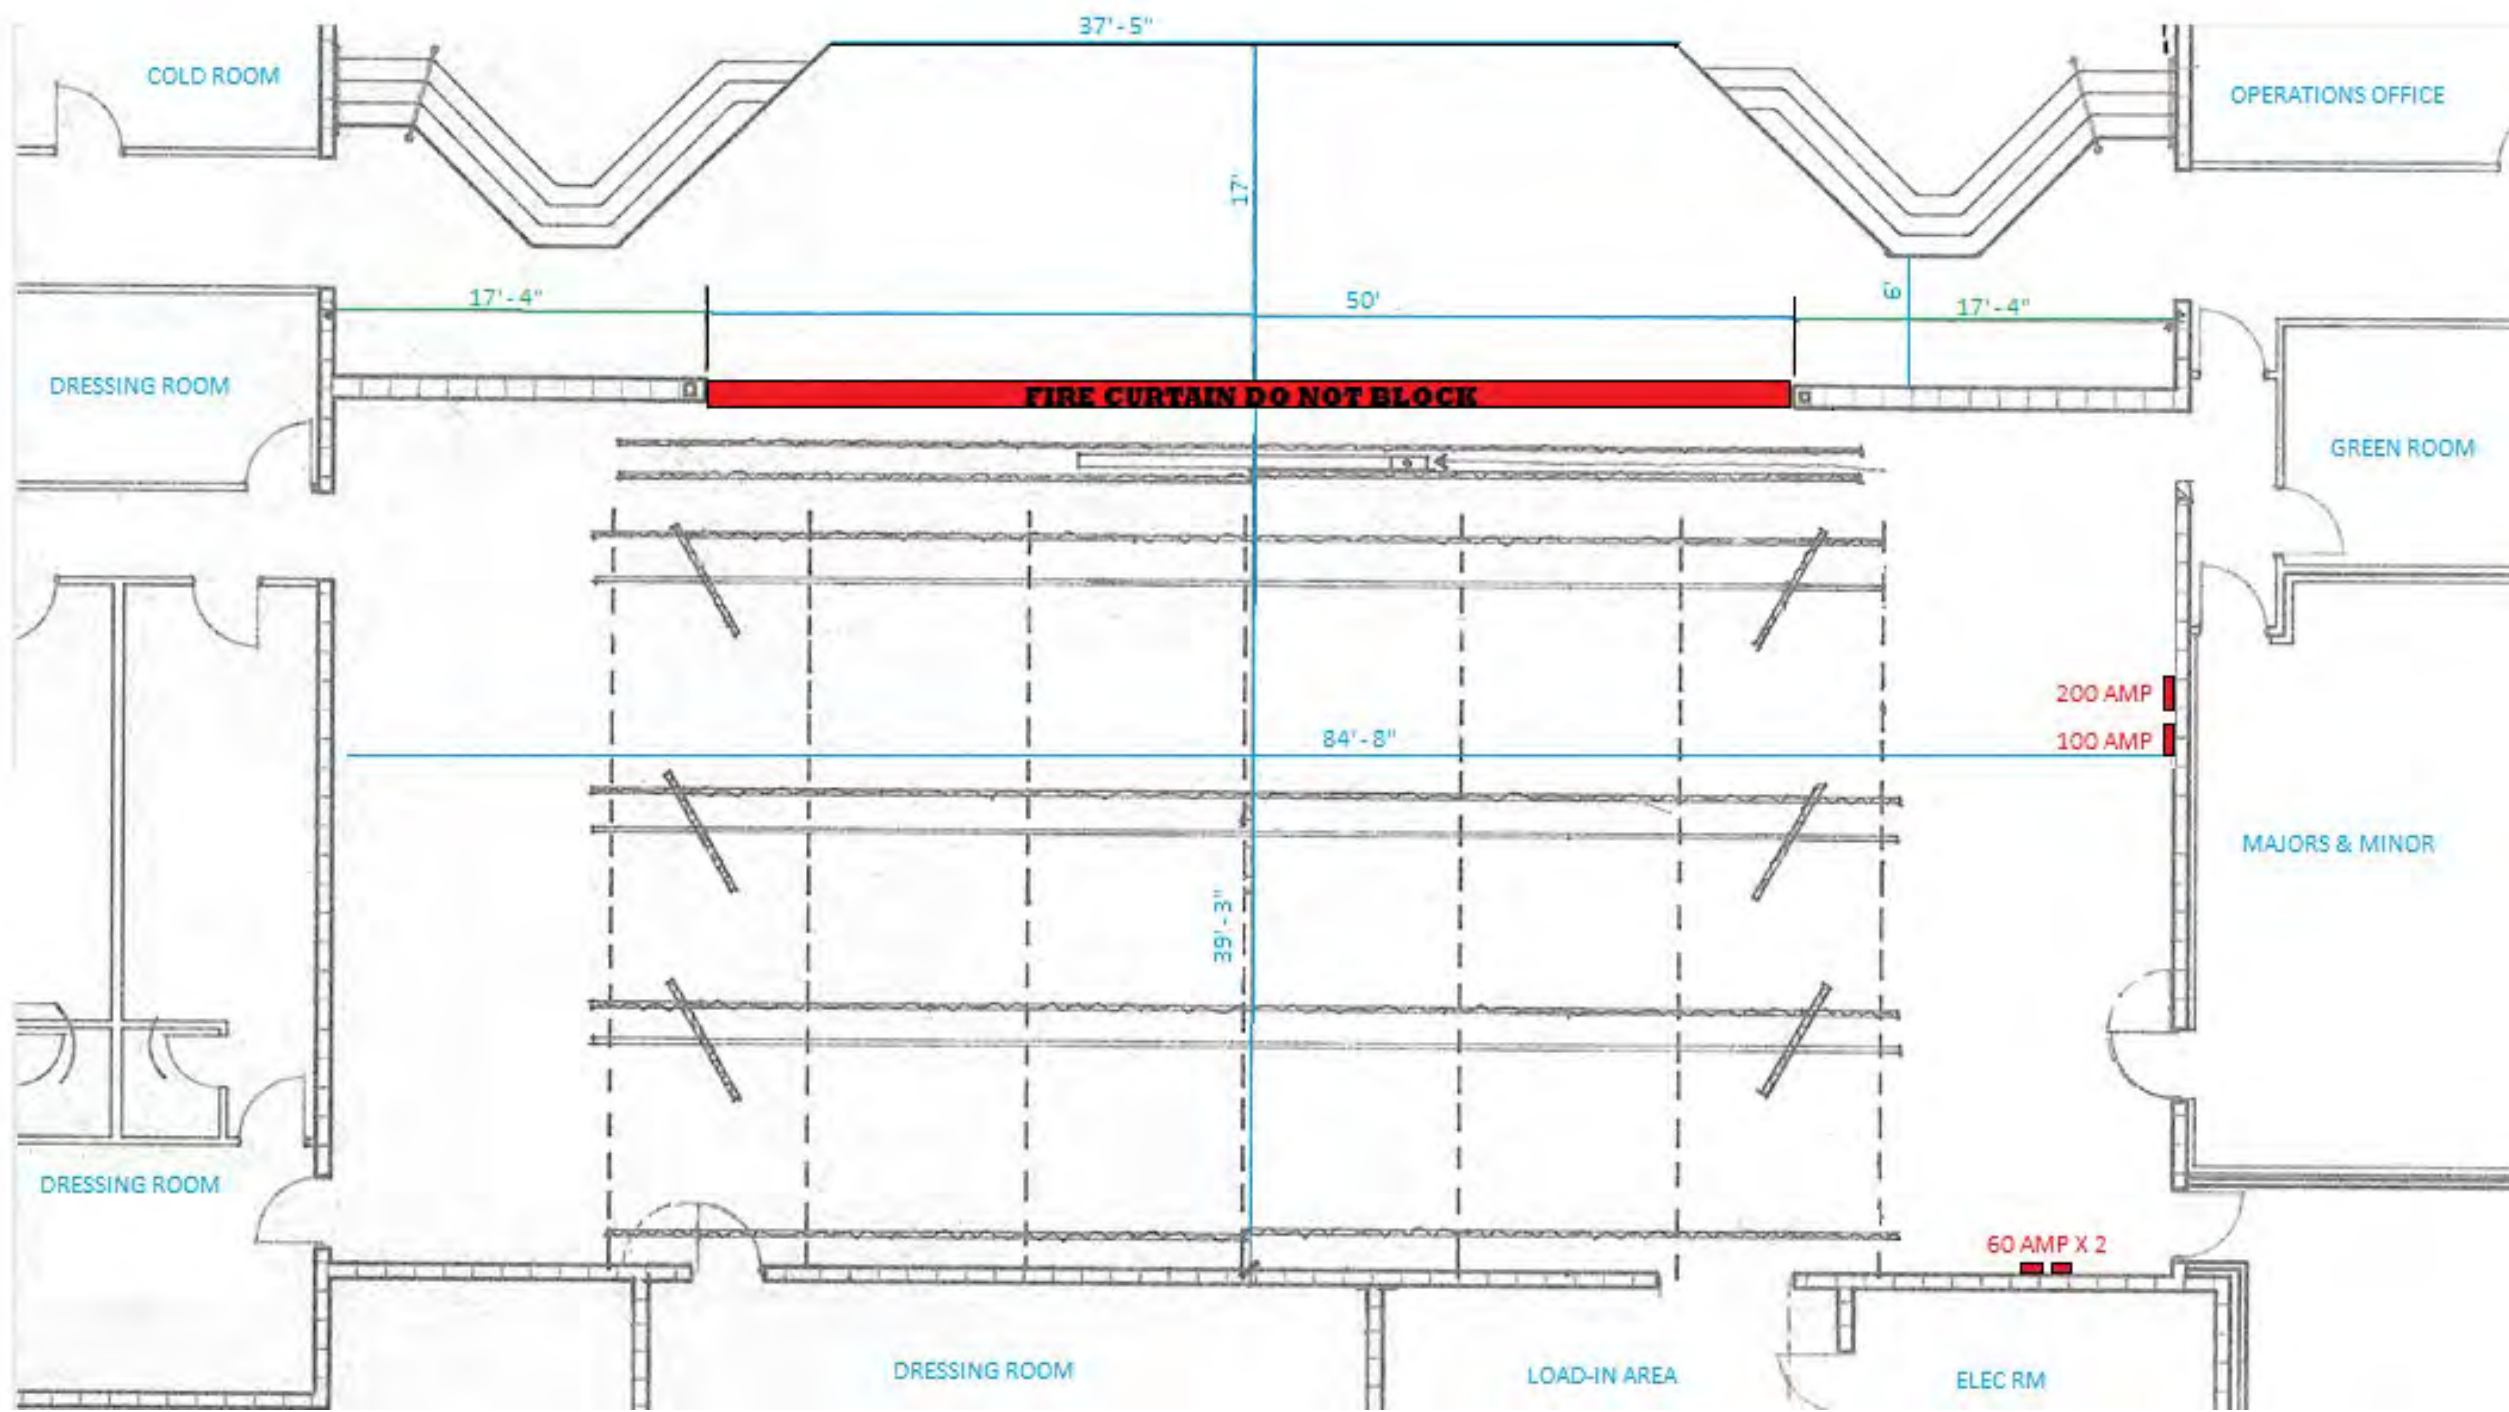 37'-5"
COLD ROOM
OPERATIONS OFFICE
17'
17'-4"
50'
6'
17'-4"
DRESSING ROOM
FIRE CURTAIN DO NOT BLOCK
GREEN ROOM
200 AMP
84'-8"
100 AMP
MAJORS & MINOR
39'-3"
DRESSING ROOM
60 AMP X 2
DRESSING ROOM
LOAD-IN AREA
ELEC RM